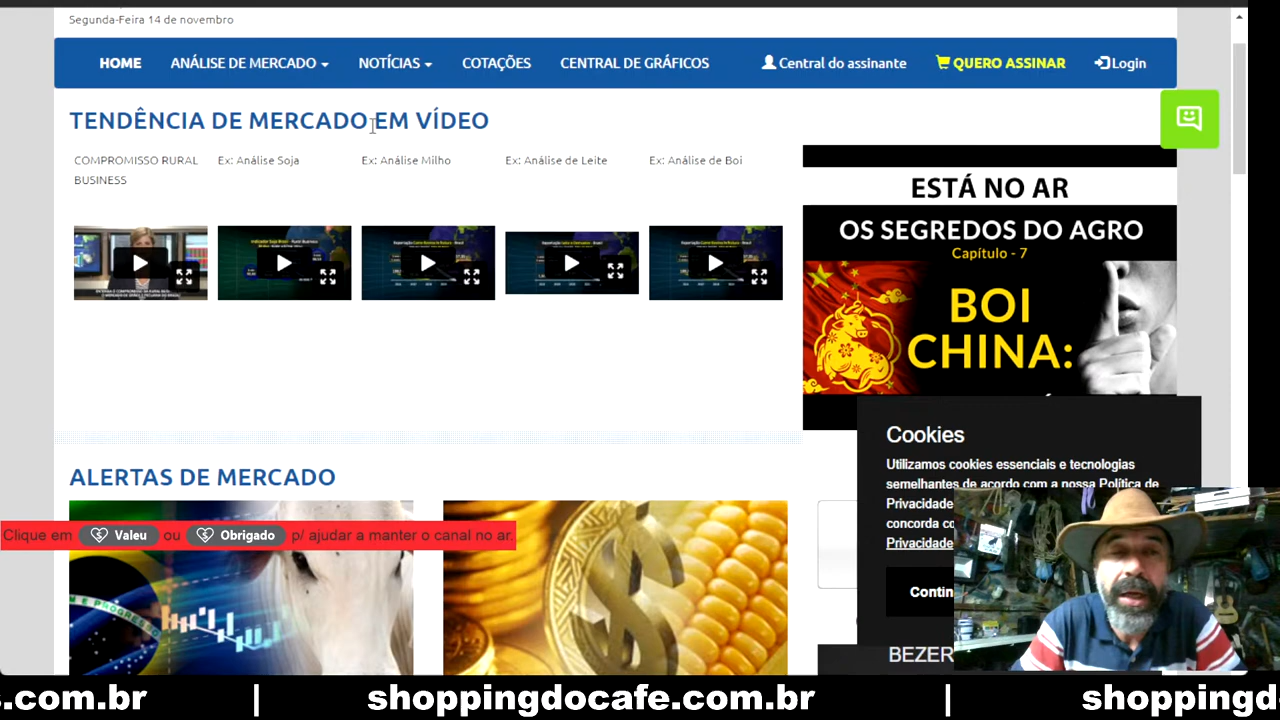 Segunda-Feira 14 de novembro
HOME ANÁLISE DE MERCADO NOTÍCIAS COTAÇÕES CENTRAL DE GRÁFICOS Central do assinante QUERO ASSINAR Login
TENDÊNCIA DE MERCADO EM VÍDEO
COMPROMISSO RURAL BUSINESS
Ex: Análise Soja
Ex: Análise Milho
Ex: Análise de Leite
Ex: Análise de Boi
ESTÁ NO AR
OS SEGREDOS DO AGRO
Capítulo - 7
BOI
CHINA:
Cookies
Utilizamos cookies essenciais e tecnologias
semelhantes de acordo com a nossa Política de
Privacidade
concorda co
Privacidade
Contin
BEZER
ALERTAS DE MERCADO
Clique em Valeu ou Obrigado p/ ajudar a manter o canal no ar.
s.com.br | shoppingdocafe.com.br | shoppingd